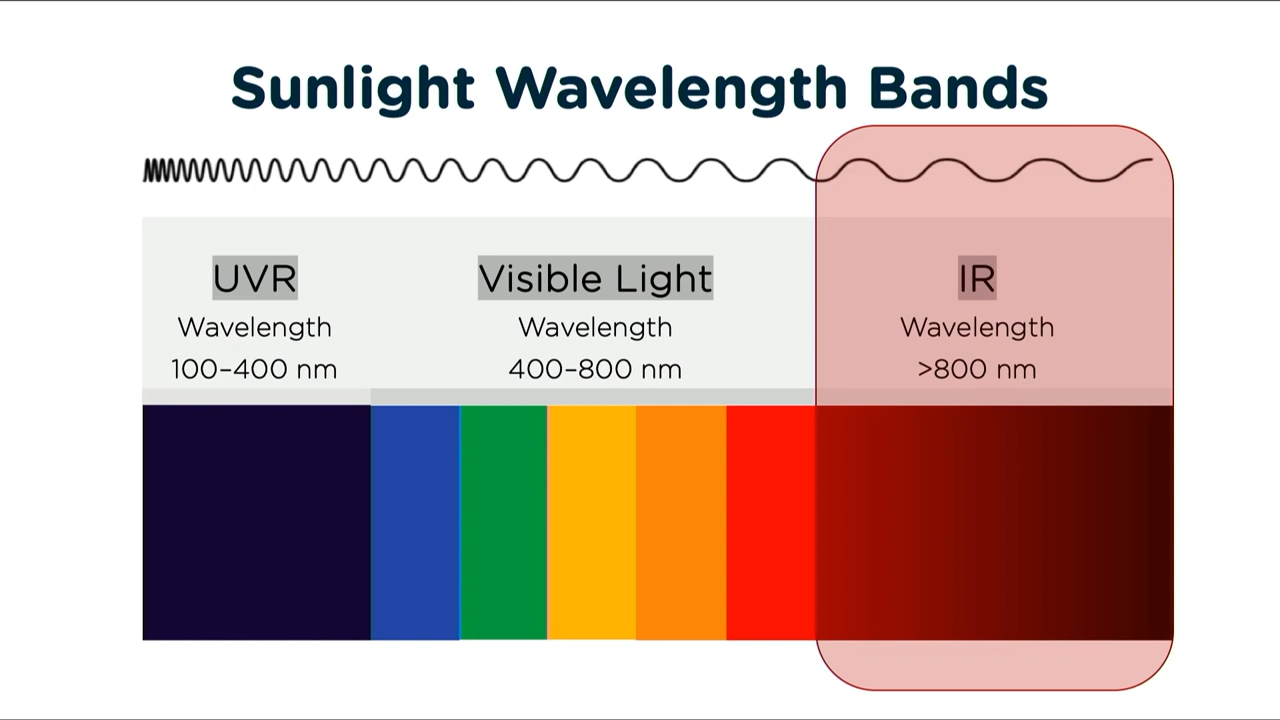 Sunlight Wavelength Bands
UVR
Wavelength
100–400 nm
Visible Light
Wavelength
400–800 nm
IR
Wavelength
>800 nm